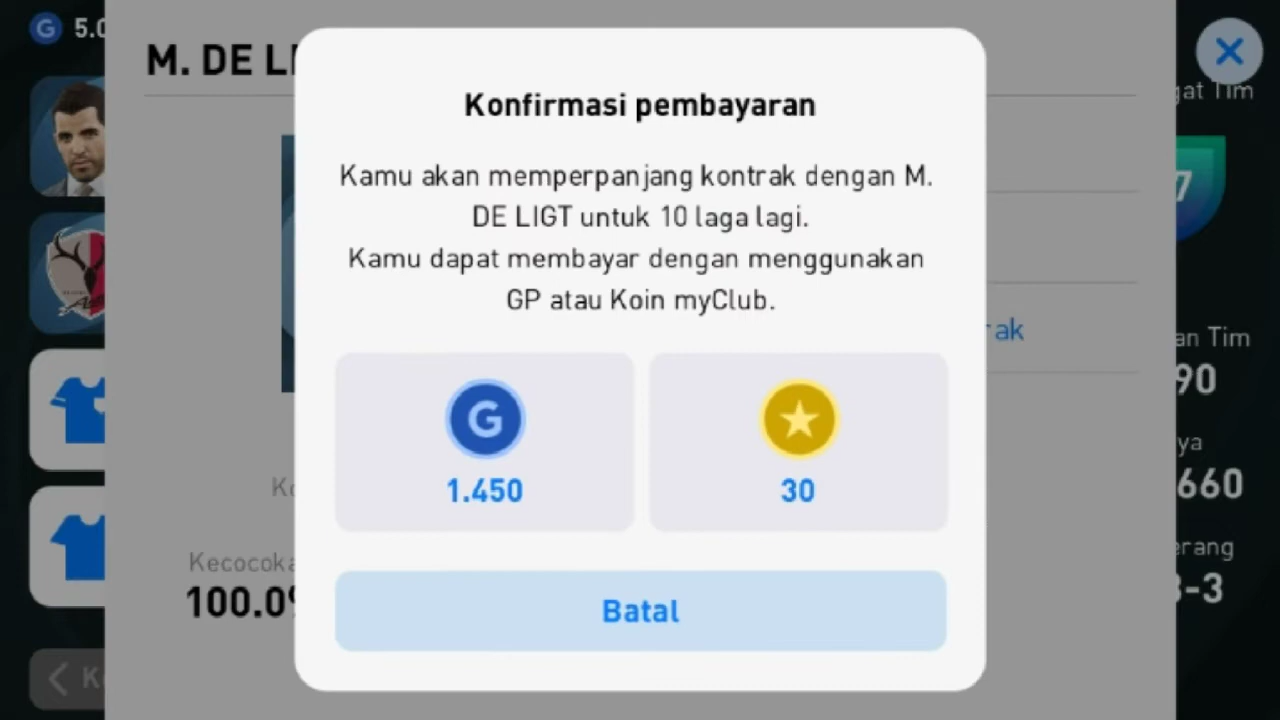 M. DE LI
Konfirmasi pembayaran
Kamu akan memperpanjang kontrak dengan M.
DE LIGT untuk 10 laga lagi.
Kamu dapat membayar dengan menggunakan
GP atau Koin myClub.
G
1.450
30
Batal
G 5.0
gat Tim
7
rak
an Tim
90
ya
660
erang
3-3
Kecocoka
100.0%